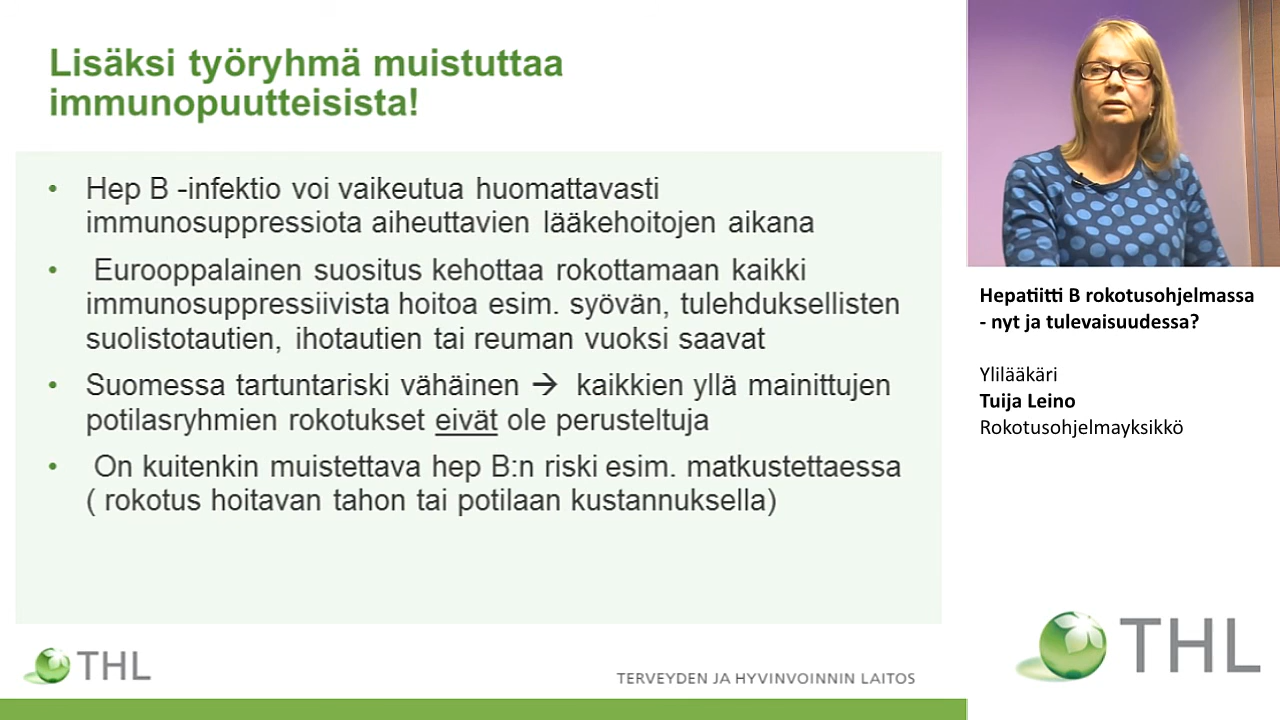 Lisäksi työryhmä muistuttaa
immunopuutteisista!
• Hep B -infektio voi vaikeutua huomattavasti
immunosuppressiota aiheuttavien lääkehoitojen aikana
• Eurooppalainen suositus kehottaa rokottamaan kaikki
immunosuppressiivista hoitoa esim. syövän, tulehduksellisten
suolistotautien, ihotautien tai reuman vuoksi saavat
• Suomessa tartuntariski vähäinen → kaikkien yllä mainittujen
potilasryhmien rokotukset eivät ole perusteltuja
• On kuitenkin muistettava hep B:n riski esim. matkustettaessa
( rokotus hoitavan tahon tai potilaan kustannuksella)
THL
TERVEYDEN JA HYVINVOINNIN LAITOS
Hepatiitti B rokotusohjelmassa
- nyt ja tulevaisuudessa?
Ylilääkäri
Tuija Leino
Rokotusohjelmayksikkö
THL